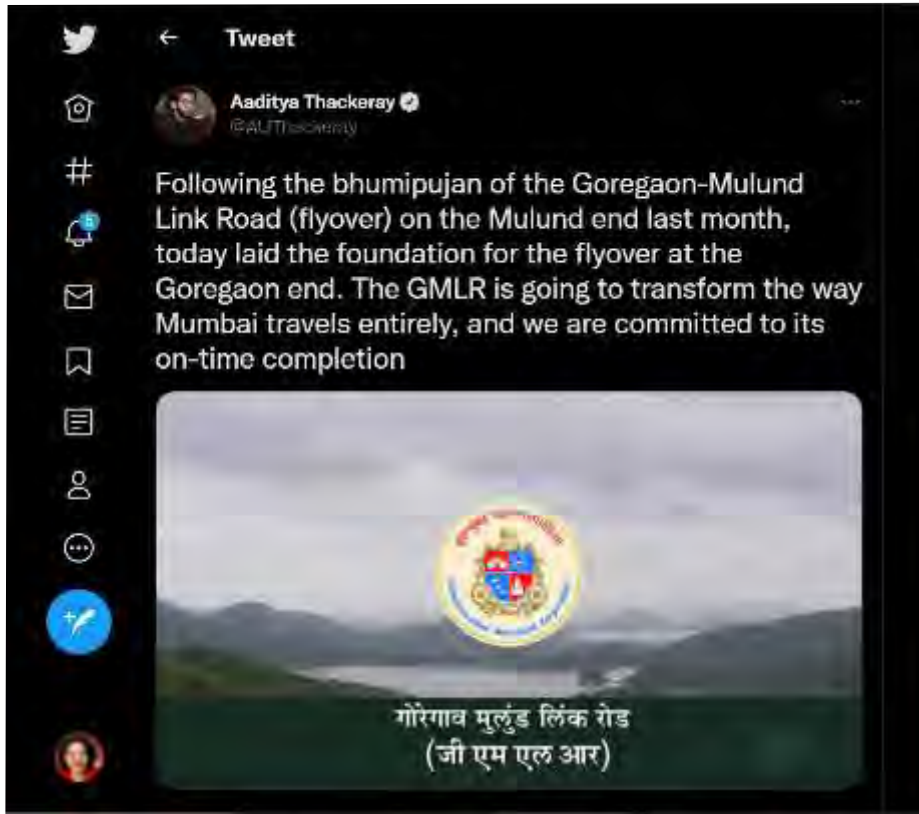 Tweet
Aaditya Thackeray
Following the bhumipujan of the Goregaon-Mulund
Link Road (flyover) on the Mulund end last month,
today laid the foundation for the flyover at the
Goregaon end. The GMLR is going to transform the way
Mumbai travels entirely, and we are committed to its
on-time completion
गोरेगाव मुलुंड लिंक रोड
(जी एम एल आर)